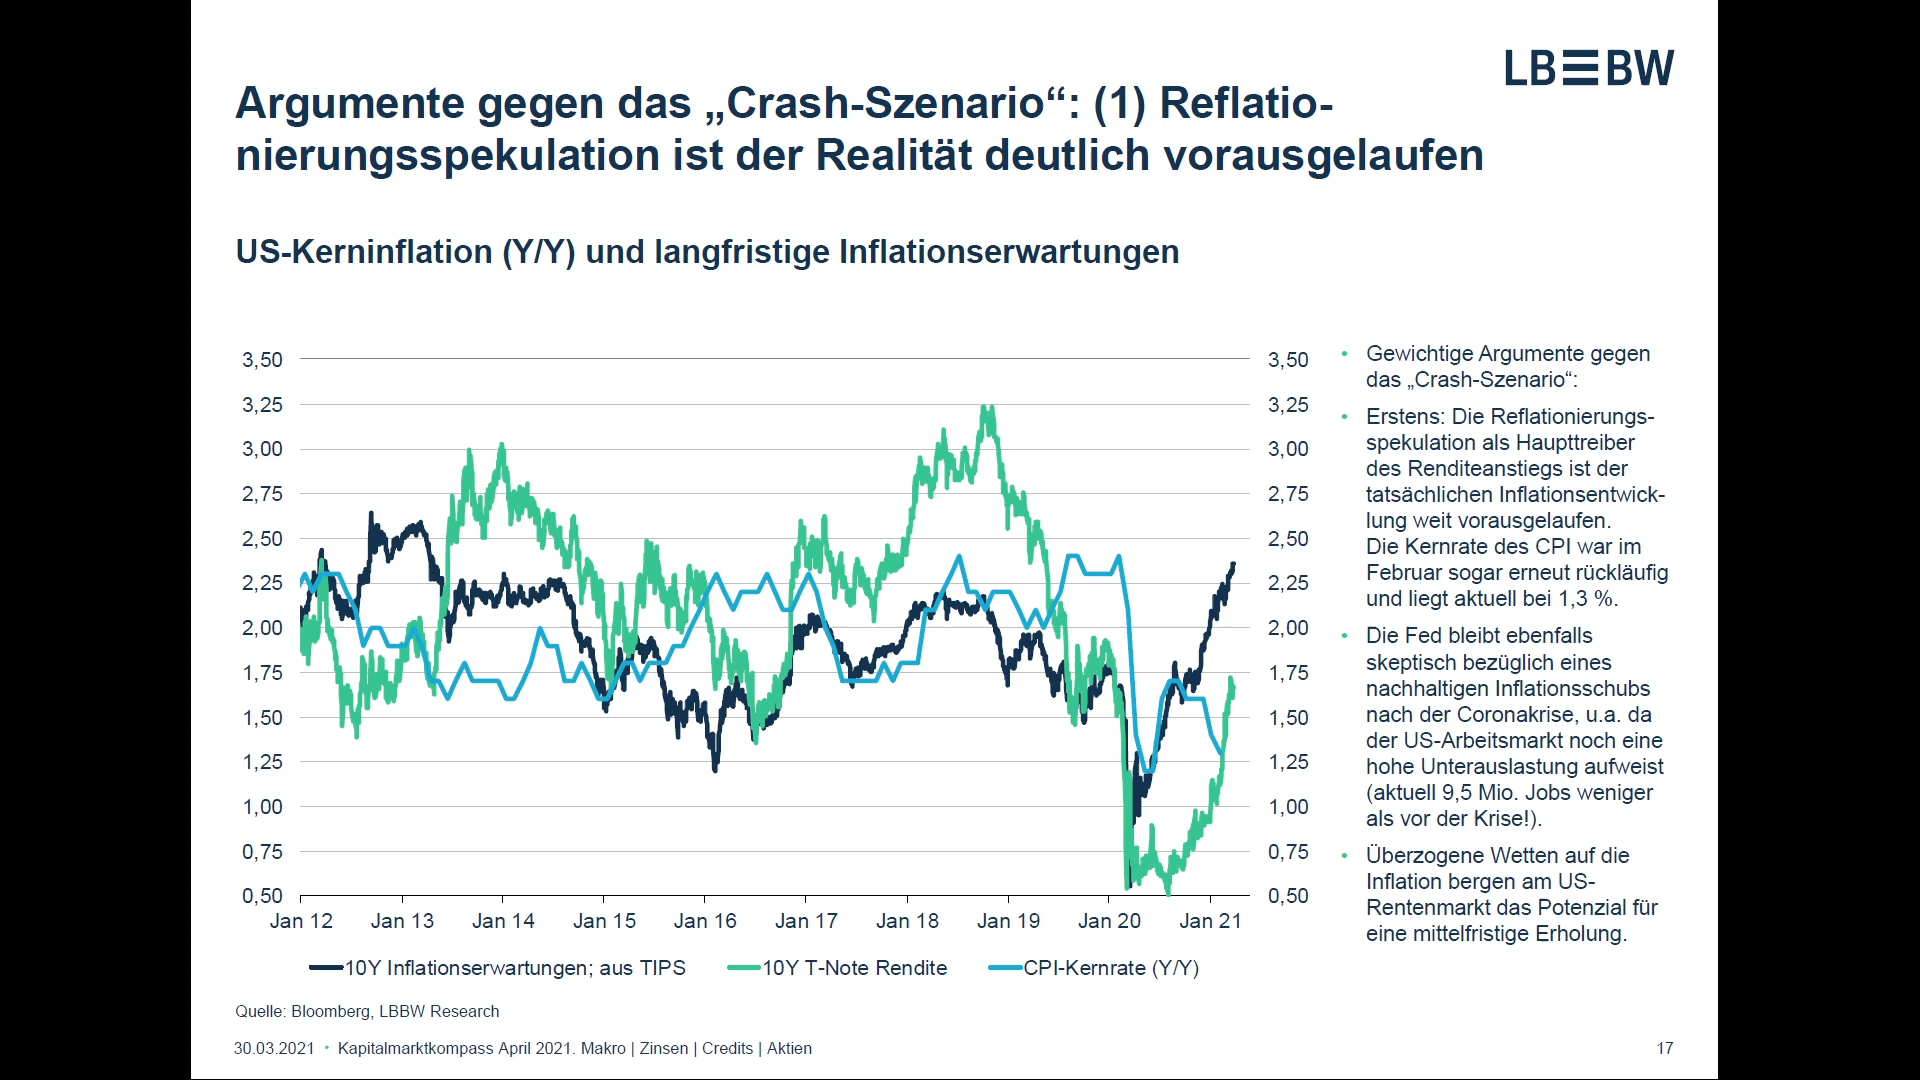 LBBW
Argumente gegen das „Crash-Szenario“: (1) Reflatio-
nierungsspekulation ist der Realität deutlich vorausgelaufen
US-Kerninflation (Y/Y) und langfristige Inflationserwartungen
3,50
3,25
3,00
2,75
2,50
2,25
2,00
1,75
1,50
1,25
1,00
0,75
0,50
3,50
3,25
3,00
2,75
2,50
2,25
2,00
1,75
1,50
1,25
1,00
0,75
0,50
Jan 12 Jan 13 Jan 14 Jan 15 Jan 16 Jan 17 Jan 18 Jan 19 Jan 20 Jan 21
10Y Inflationserwartungen; aus TIPS 10Y T-Note Rendite CPI-Kernrate (Y/Y)
• Gewichtige Argumente gegen
das „Crash-Szenario“:
• Erstens: Die Reflationierungs-
spekulation als Haupttreiber
des Renditeanstiegs ist der
tatsächlichen Inflationsentwick-
lung weit vorausgelaufen.
Die Kernrate des CPI war im
Februar sogar erneut rückläufig
und liegt aktuell bei 1,3 %.
• Die Fed bleibt ebenfalls
skeptisch bezüglich eines
nachhaltigen Inflationsschubs
nach der Coronakrise, u.a. da
der US-Arbeitsmarkt noch eine
hohe Unterauslastung aufweist
(aktuell 9,5 Mio. Jobs weniger
als vor der Krise!).
• Überzogene Wetten auf die
Inflation bergen am US-
Rentenmarkt das Potenzial für
eine mittelfristige Erholung.
Quelle: Bloomberg, LBBW Research
30.03.2021 • Kapitalmarktkompass April 2021. Makro | Zinsen | Credits | Aktien
17